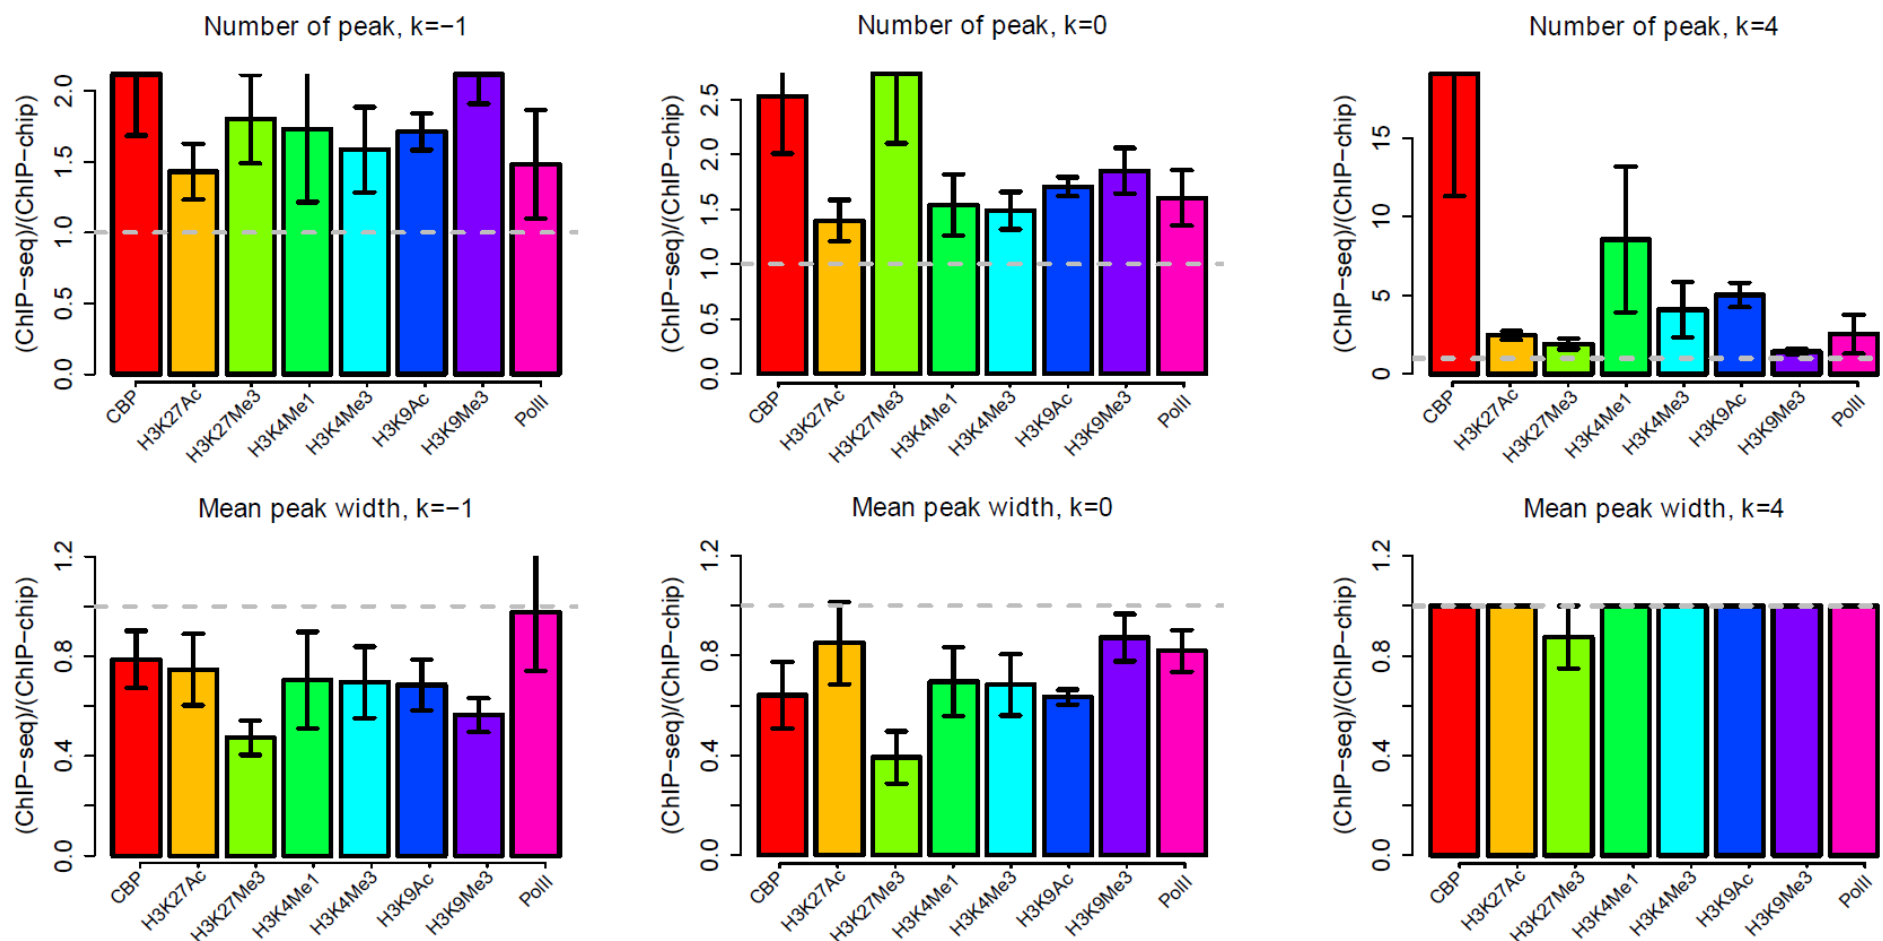 Number of peak, k=−1
(ChIP−seq)/(ChIP−chip)
2.0
1.5
1.0
0.5
0.0
CBP
H3K27Ac
H3K27Me3
H3K4Me1
H3K4Me3
H3K9Ac
H3K9Me3
PolII
Number of peak, k=0
(ChIP−seq)/(ChIP−chip)
2.5
2.0
1.5
1.0
0.5
0.0
CBP
H3K27Ac
H3K27Me3
H3K4Me1
H3K4Me3
H3K9Ac
H3K9Me3
PolII
Number of peak, k=4
(ChIP−seq)/(ChIP−chip)
15
10
5
0
CBP
H3K27Ac
H3K27Me3
H3K4Me1
H3K4Me3
H3K9Ac
H3K9Me3
PolII
Mean peak width, k=−1
(ChIP−seq)/(ChIP−chip)
1.2
0.8
0.4
0.0
CBP
H3K27Ac
H3K27Me3
H3K4Me1
H3K4Me3
H3K9Ac
H3K9Me3
PolII
Mean peak width, k=0
(ChIP−seq)/(ChIP−chip)
1.2
0.8
0.4
0.0
CBP
H3K27Ac
H3K27Me3
H3K4Me1
H3K4Me3
H3K9Ac
H3K9Me3
PolII
Mean peak width, k=4
(ChIP−seq)/(ChIP−chip)
1.2
0.8
0.4
0.0
CBP
H3K27Ac
H3K27Me3
H3K4Me1
H3K4Me3
H3K9Ac
H3K9Me3
PolII